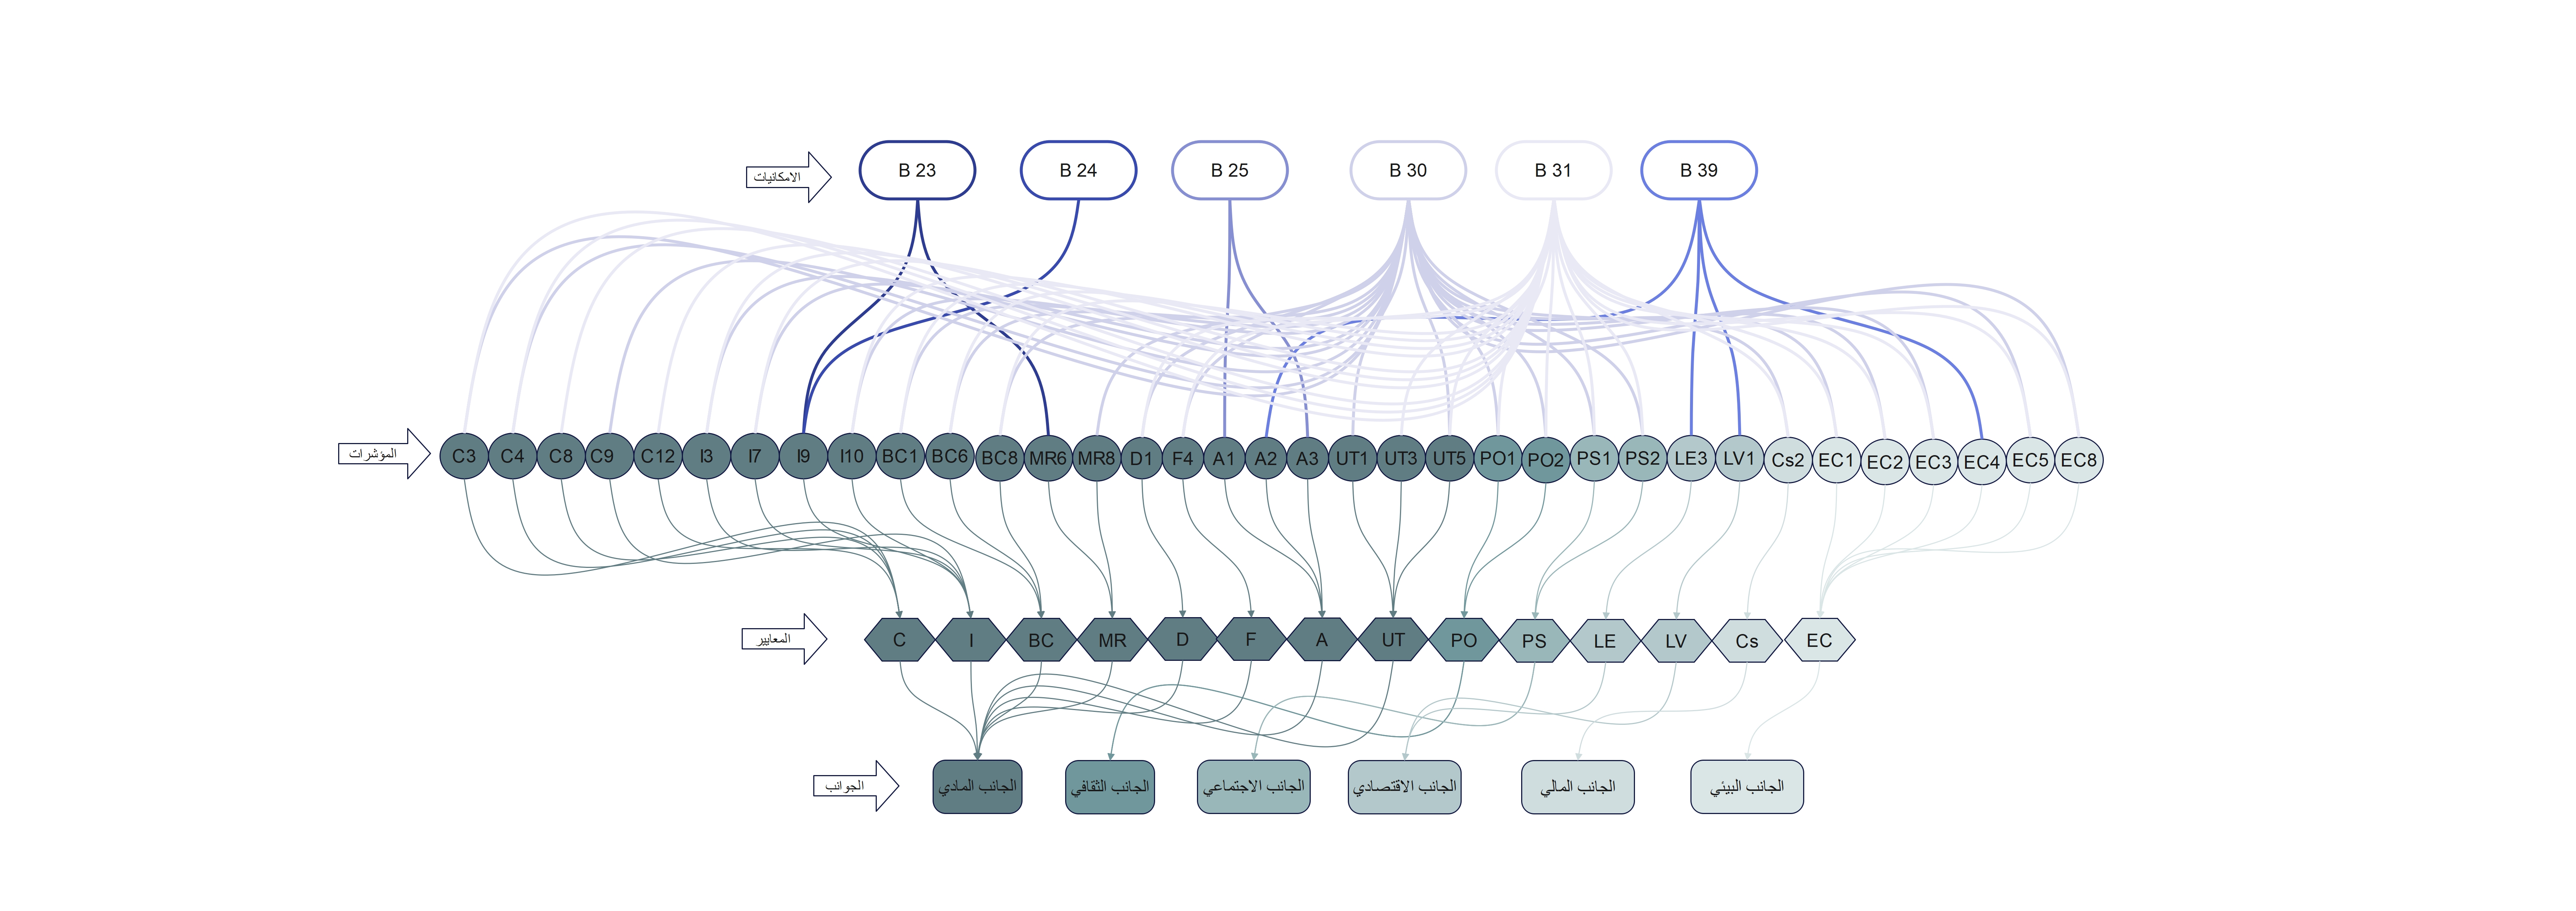 الامكانيات
B 23
B 24
B 25
B 30
B 31
B 39
المؤشرات
C3
C4
C8
C9
C12
I3
I7
I9
I10
BC1
BC6
BC8
MR6
MR8
D1
F4
A1
A2
A3
UT1
UT3
UT5
PO1
PO2
PS1
PS2
LE3
LV1
Cs2
EC1
EC2
EC3
EC4
EC5
EC8
المعايير
C
I
BC
MR
D
F
A
UT
PO
PS
LE
LV
Cs
EC
الجوانب
الجانب المادي
الجانب الثقافي
الجانب الاجتماعي
الجانب الاقتصادي
الجانب المالي
الجانب البيئي